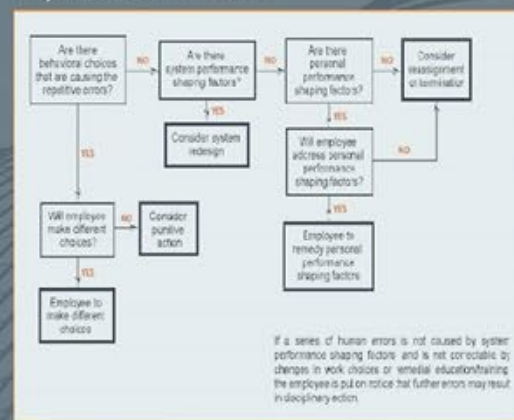 Are there
behavioral choices
that are causing the
repetitive errors?
NO
Are there
system performance
shaping factors?
NO
Are there
personal
performance
shaping factors?
NO
Consider
reassignment
or termination
YES
YES
YES
Consider system
redesign
Will employee
address personal
performance
shaping factors?
NO
YES
Will employee
make different
choices?
NO
Consider
punitive
action
YES
Employee to
make different
choices
Employee to
remedy personal
performance
shaping factors
If a series of human errors is not caused by system
performance shaping factors and is not correctable by
changes in work choices or remedial education/training
the employee is put on notice that further errors may result
in disciplinary action.